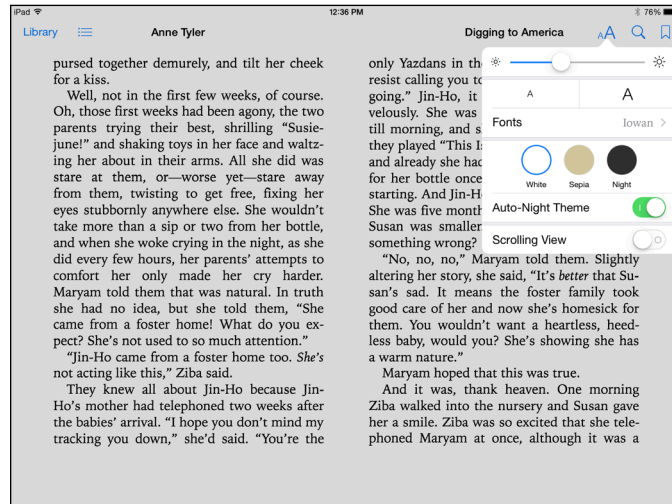 iPad 12:36 PM 76%
Library Anne Tyler Digging to America AA
pursed together demurely, and tilt her cheek
for a kiss.
Well, not in the first few weeks, of course.
Oh, those first weeks had been agony, the two
parents trying their best, shrilling “Susie-
june!” and shaking toys in her face and waltz-
ing her about in their arms. All she did was
stare at them, or—worse yet—stare away
from them, twisting to get free, fixing her
eyes stubbornly anywhere else. She wouldn’t
take more than a sip or two from her bottle,
and when she woke crying in the night, as she
did every few hours, her parents’ attempts to
comfort her only made her cry harder.
Maryam told them that was natural. In truth
she had no idea, but she told them, “She
came from a foster home! What do you ex-
pect? She’s not used to so much attention.”
“Jin-Ho came from a foster home too. She’s
not acting like this,” Ziba said.
They knew all about Jin-Ho because Jin-
Ho’s mother had telephoned two weeks after
the babies’ arrival. “I hope you don’t mind my
tracking you down,” she’d said. “You’re the
only Yazdans in th
resist calling you to
going.” Jin-Ho, it
velously. She was
till morning, and s
they played “This I
and already she had
for her bottle once
starting. And Jin-H
She was five month
Susan was smaller
something wrong?
“No, no, no,” Maryam told them. Slightly
altering her story, she said, “It’s better that Su-
san’s sad. It means the foster family took
good care of her and now she’s homesick for
them. You wouldn’t want a heartless, heed-
less baby, would you? She’s showing she has
a warm nature.”
Maryam hoped that this was true.
And it was, thank heaven. One morning
Ziba walked into the nursery and Susan gave
her a smile. Ziba was so excited that she tele-
phoned Maryam at once, although it was a
A A
Fonts Iowan >
White Sepia Night
Auto-Night Theme
Scrolling View